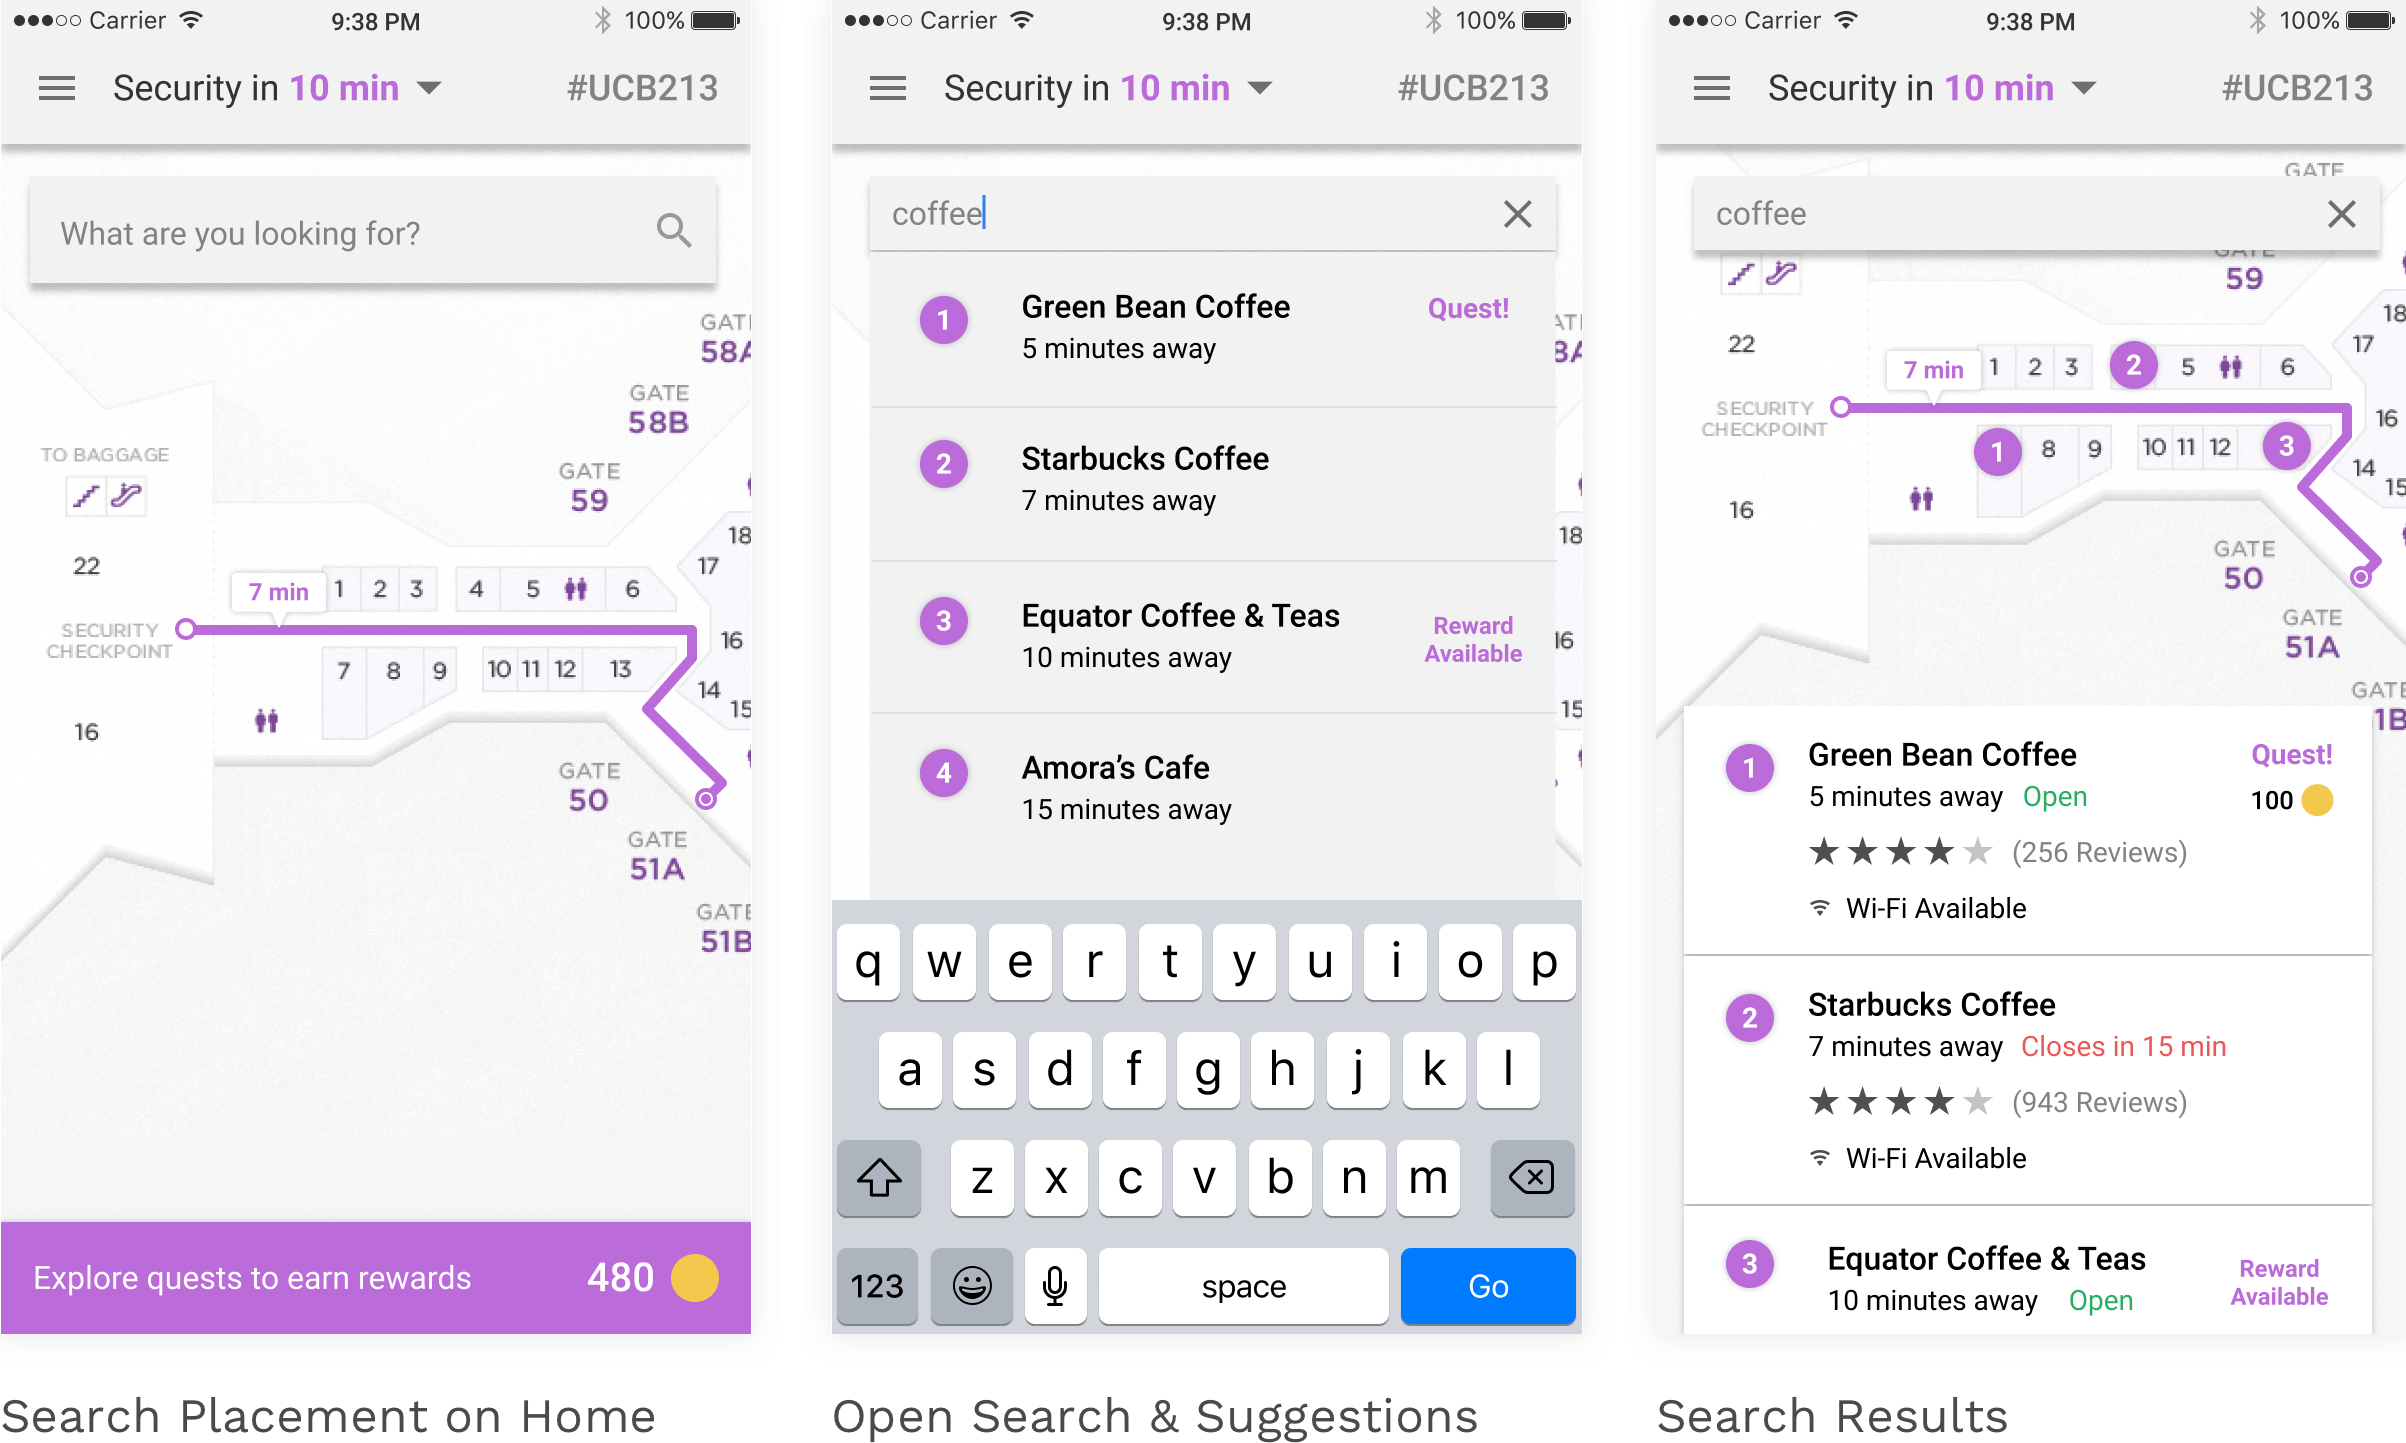 Carrier 9:38 PM 100%
Security in 10 min #UCB213
What are you looking for?
GATE
58A
GATE
58B
TO BAGGAGE
GATE
59
18
22
17
7 min 1 2 3 4 5 6
SECURITY
CHECKPOINT
16
7 8 9 10 11 12 13
14
15
16
GATE
50
GATE
51A
GATE
51B
Explore quests to earn rewards 480
Search Placement on Home
Carrier 9:38 PM 100%
Security in 10 min #UCB213
coffee
1 Green Bean Coffee Quest!
5 minutes away
2 Starbucks Coffee
7 minutes away
18
3 Equator Coffee & Teas Reward
10 minutes away Available
16
15
4 Amora’s Cafe
15 minutes away
q w e r t y u i o p
a s d f g h j k l
z x c v b n m
123 space Go
Open Search & Suggestions
Carrier 9:38 PM 100%
Security in 10 min #UCB213
GATE
coffee
GATE
59
18
22
17
7 min 1 2 3 2 5 6
SECURITY
CHECKPOINT
16
1 8 9 10 11 12 3
14
15
16
GATE
50
GATE
51A
GATE
1B
1 Green Bean Coffee Quest!
5 minutes away Open 100
(256 Reviews)
Wi-Fi Available
2 Starbucks Coffee
7 minutes away Closes in 15 min
(943 Reviews)
Wi-Fi Available
3 Equator Coffee & Teas Reward
10 minutes away Open Available
Search Results